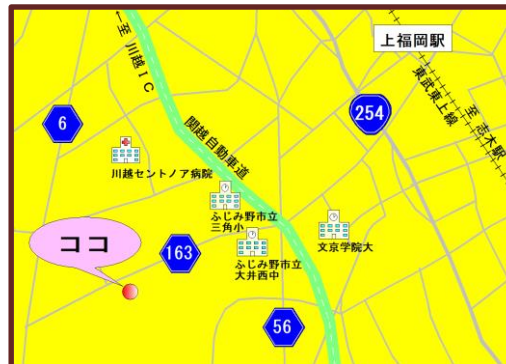 ←至 川越IC
上福岡駅
東武東上線
至 志木駅
6
254
関越自動車道
川越セントノア病院
ふじみ野市立
三角小
文京学院大
ココ
163
ふじみ野市立
大井西中
56